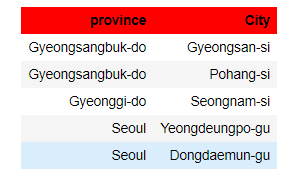 province City
Gyeongsangbuk-do Gyeongsan-si
Gyeongsangbuk-do Pohang-si
Gyeonggi-do Seongnam-si
Seoul Yeongdeungpo-gu
Seoul Dongdaemun-gu